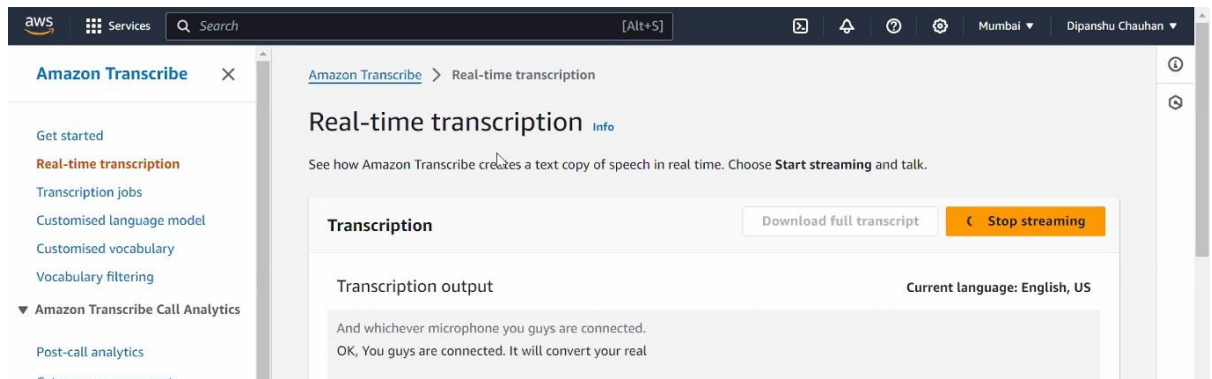 aws Services Search [Alt+S] Mumbai Dipanshu Chauhan
Amazon Transcribe
Get started
Real-time transcription
Transcription jobs
Customised language model
Customised vocabulary
Vocabulary filtering
Amazon Transcribe Call Analytics
Post-call analytics
Amazon Transcribe > Real-time transcription
Real-time transcription Info
See how Amazon Transcribe creates a text copy of speech in real time. Choose Start streaming and talk.
Transcription Download full transcript Stop streaming
Transcription output Current language: English, US
And whichever microphone you guys are connected.
OK, You guys are connected. It will convert your real